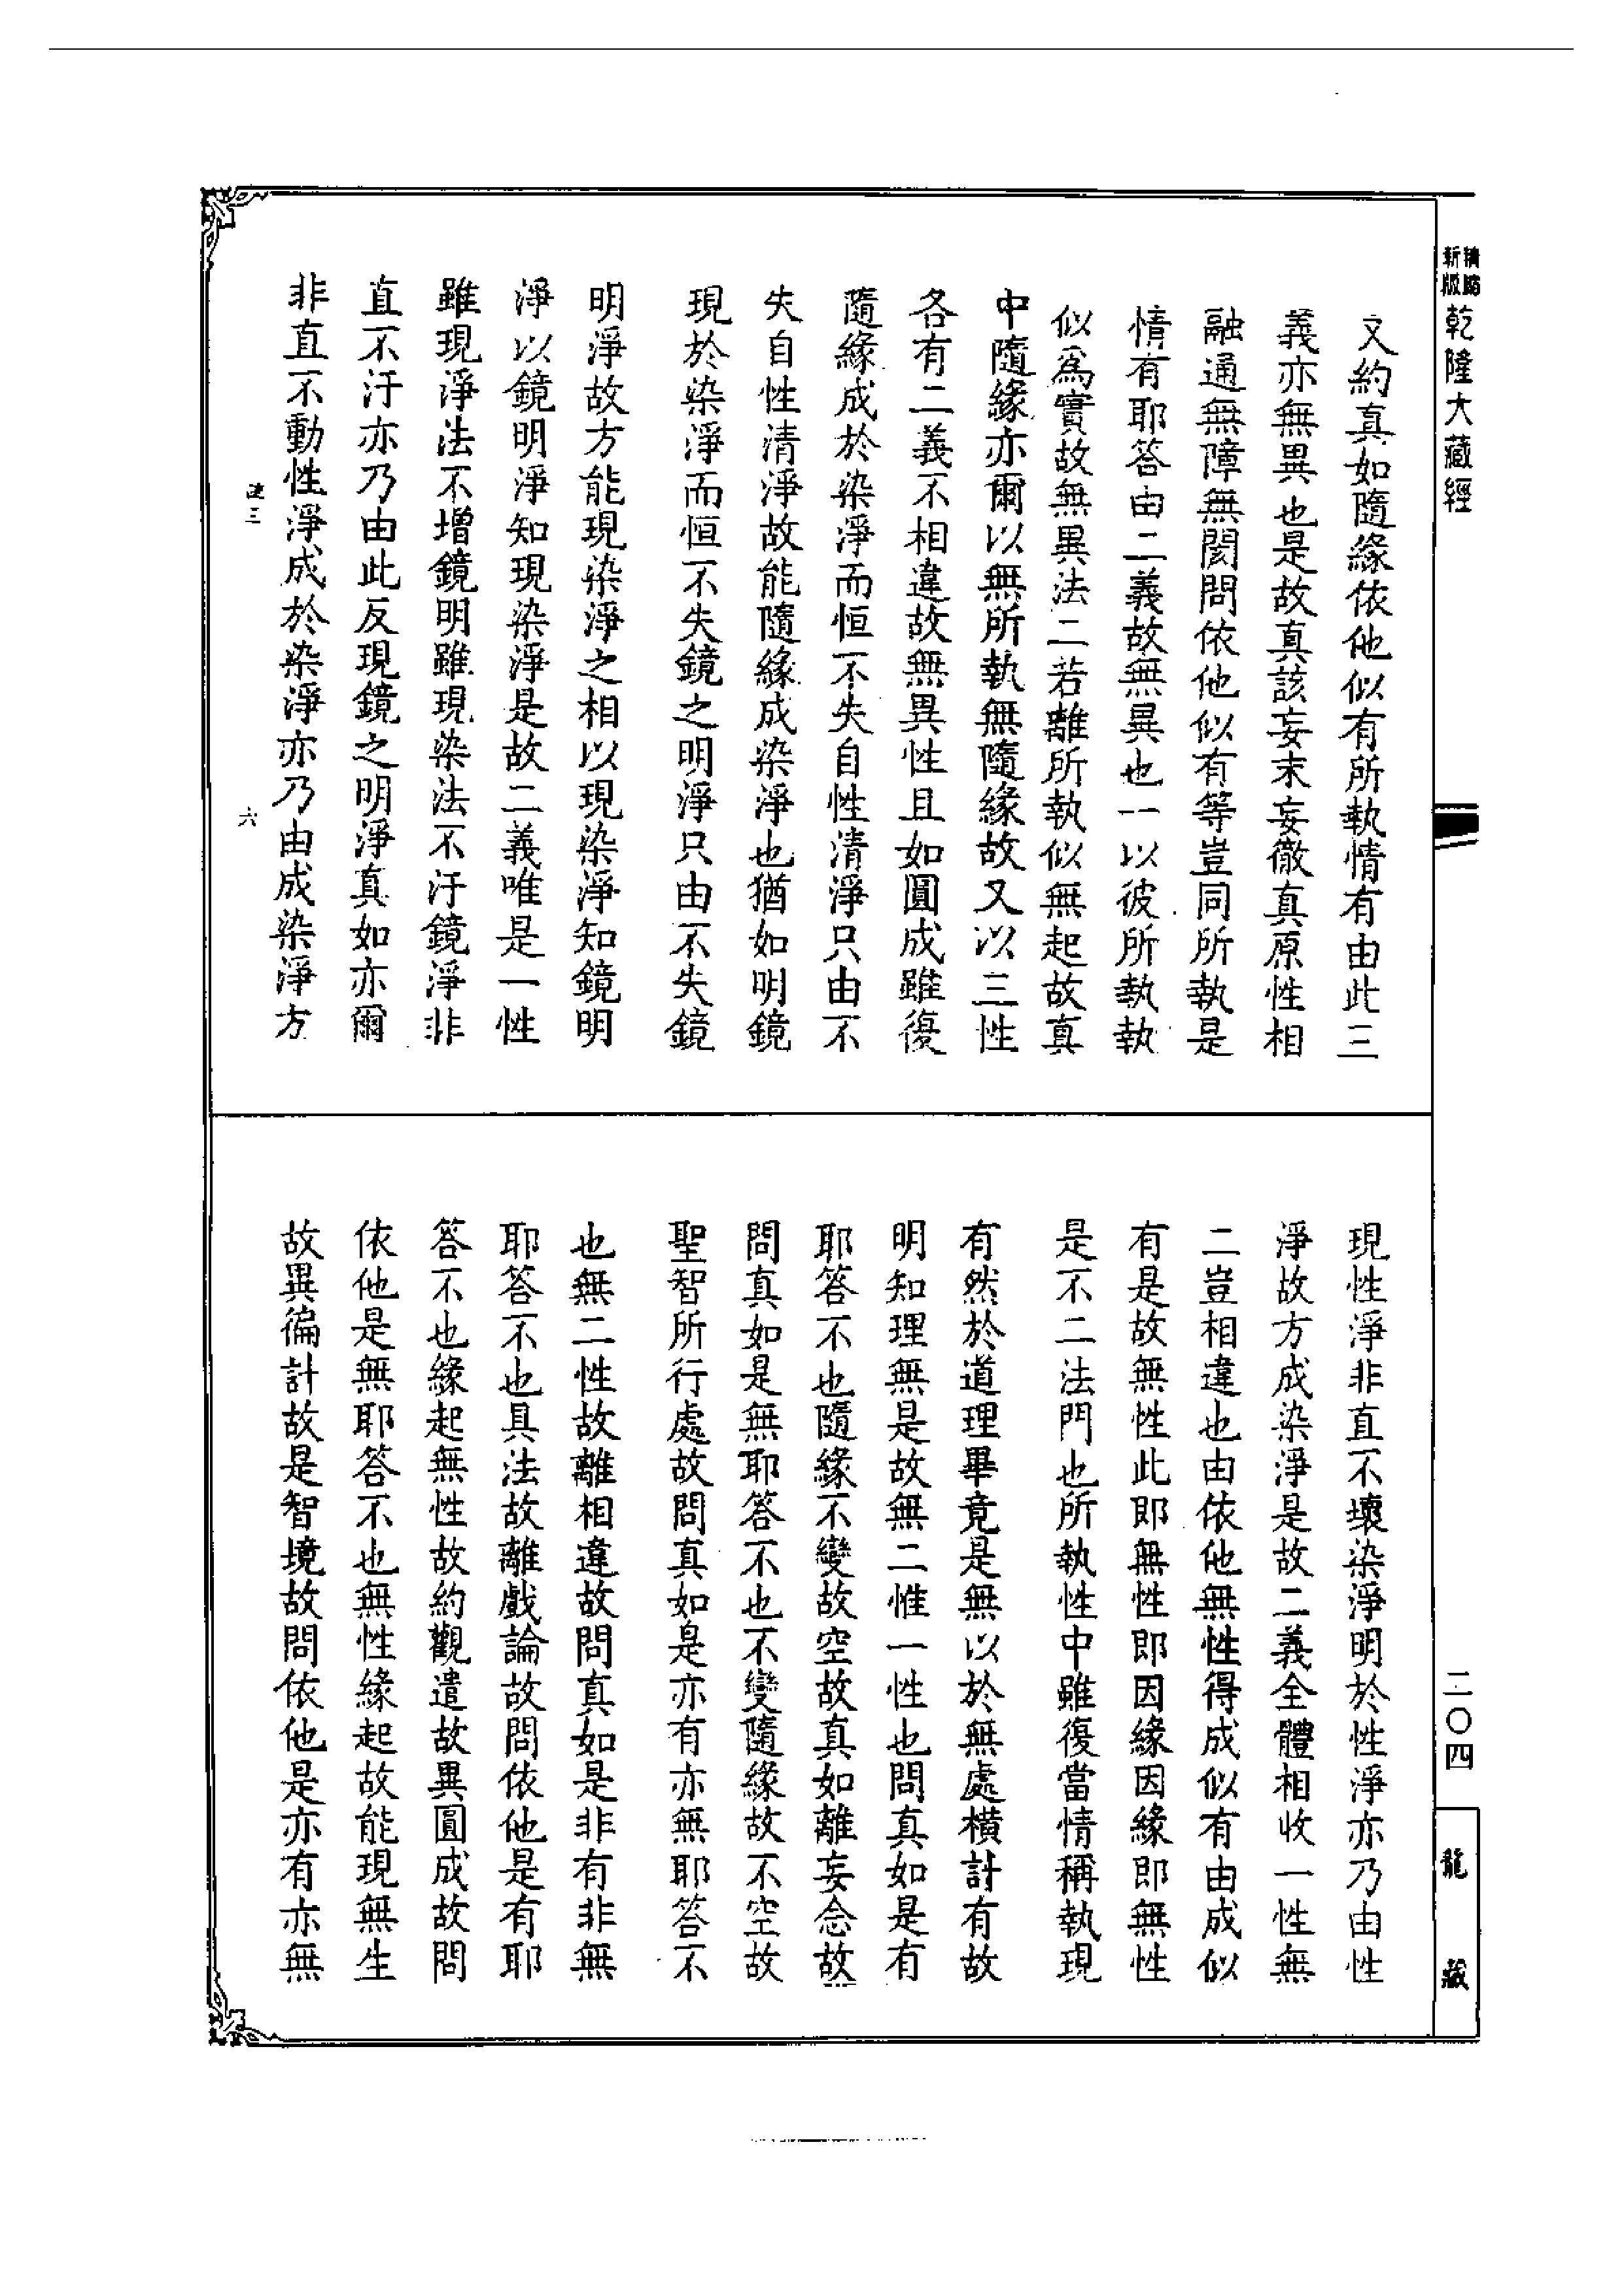 新版
精縮
乾隆大藏經
二〇四
龍藏
又約真如隨緣依他似有所執情有由此三
義亦無異也是故真該妄末妄徹真原性相
融通無障無閡問依他似有等豈同所執是
情有耶答由二義故無異也一以彼所執執
似為實故無異法二若離所執似無起故真
中隨緣亦爾以無所執無隨緣故又以三性
各有二義不相違故無異性且如圓成雖復
隨緣成於染淨而恒不失自性清淨只由不
失自性清淨故能隨緣成染淨也猶如明鏡
現於染淨而恒不失鏡之明淨只由不失鏡
明淨故方能現染淨之相以現染淨知鏡明
淨以鏡明淨知現染淨是故二義唯是一性
雖現淨法不增鏡明雖現染法不汙鏡淨非
直不汙亦乃由此反現鏡之明淨真如亦爾
非直不動性淨成於染淨亦乃由成染淨方
三
六
現性淨非直不壞染淨明於性淨亦乃由性
淨故方成染淨是故二義全體相收一性無
二豈相違也由依他無性得成似有由成似
有是故無性此即無性即因緣因緣即無性
是不二法門也所執性中雖復當情稱執現
有然於道理畢竟是無以於無處橫計有故
明知理無是故無二惟一性也問真如是有
耶答不也隨緣不變故空故真如離妄念故
問真如是無耶答不也不變隨緣故不空故
聖智所行處故問真如是亦有亦無耶答不
也無二性故離相違故問真如是非有非無
耶答不也具法故離戲論故問依他是有耶
答不也緣起無性故約觀遣故異圓成故問
依他是無耶答不也無性緣起故能現無生
故異徧計故是智境故問依他是亦有亦無